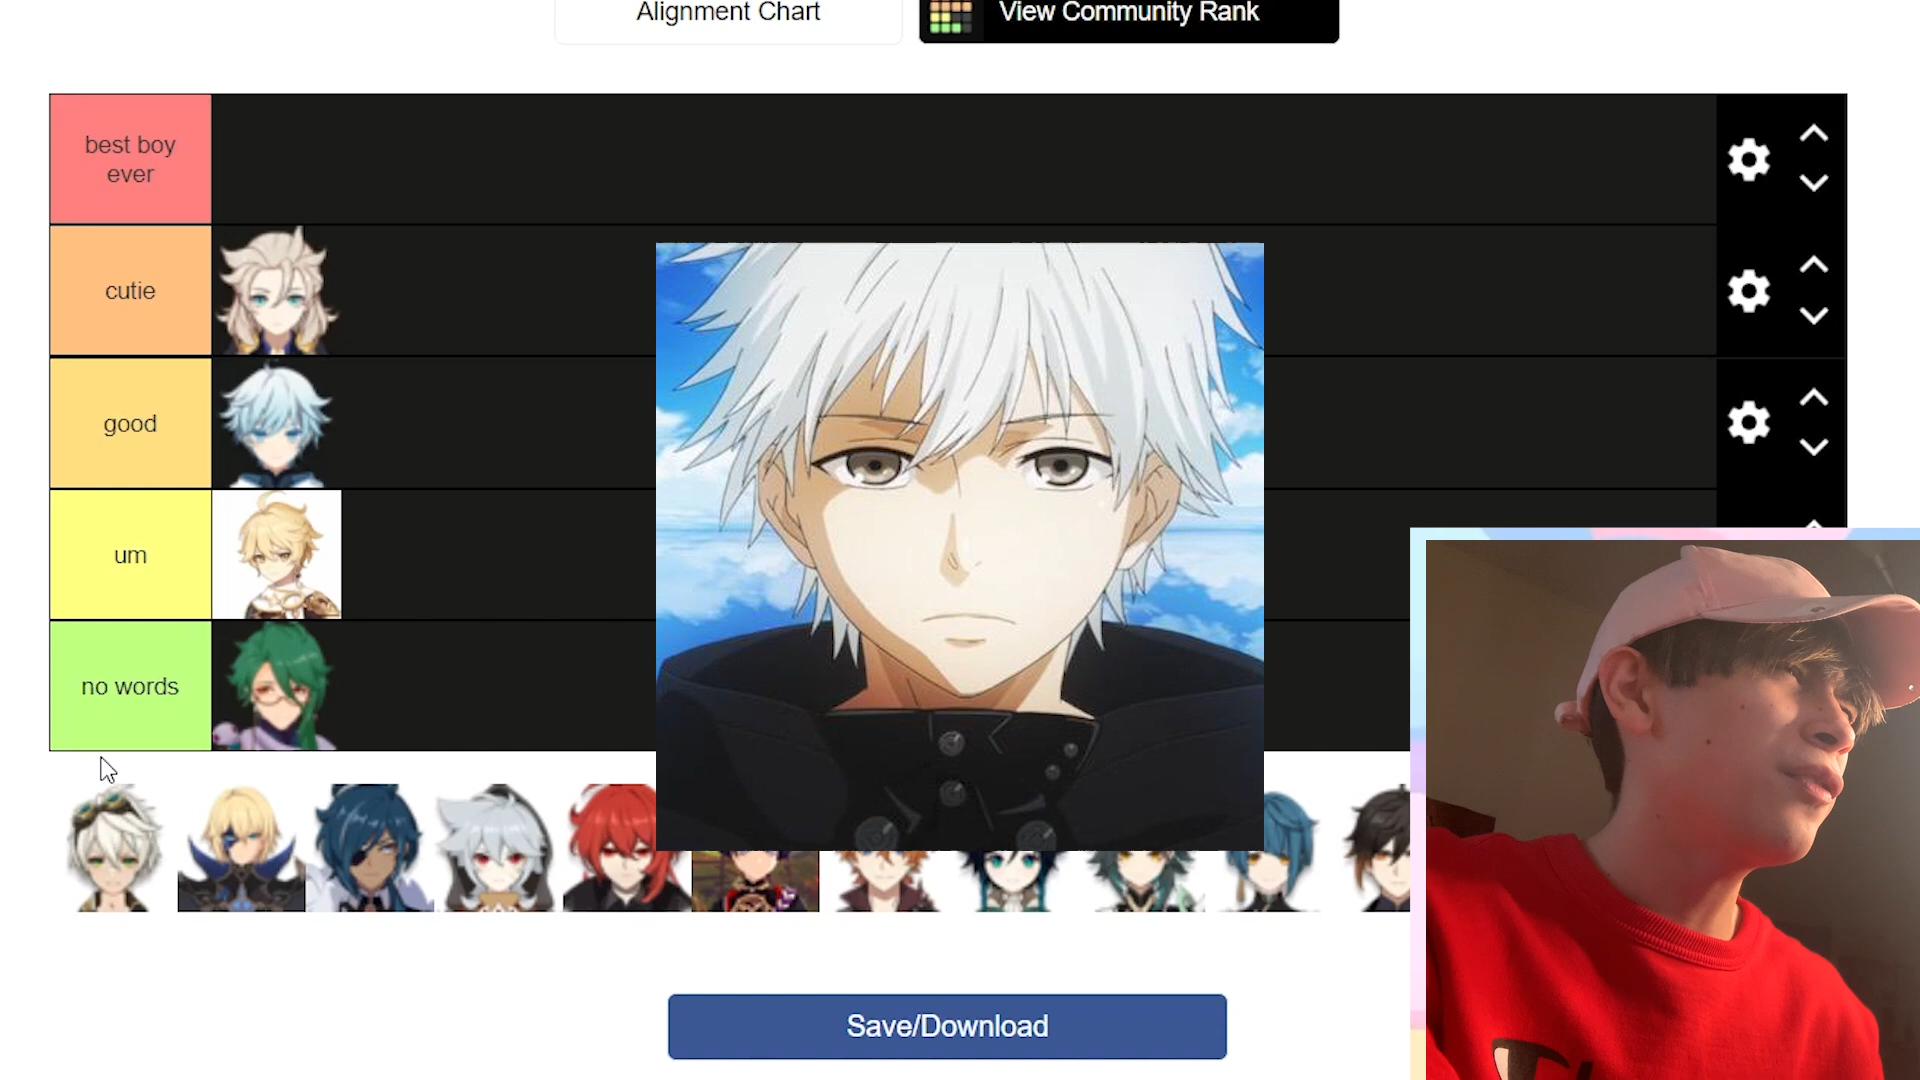 Alignment Chart
View Community Rank
best boy
ever
cutie
good
um
no words
Save/Download